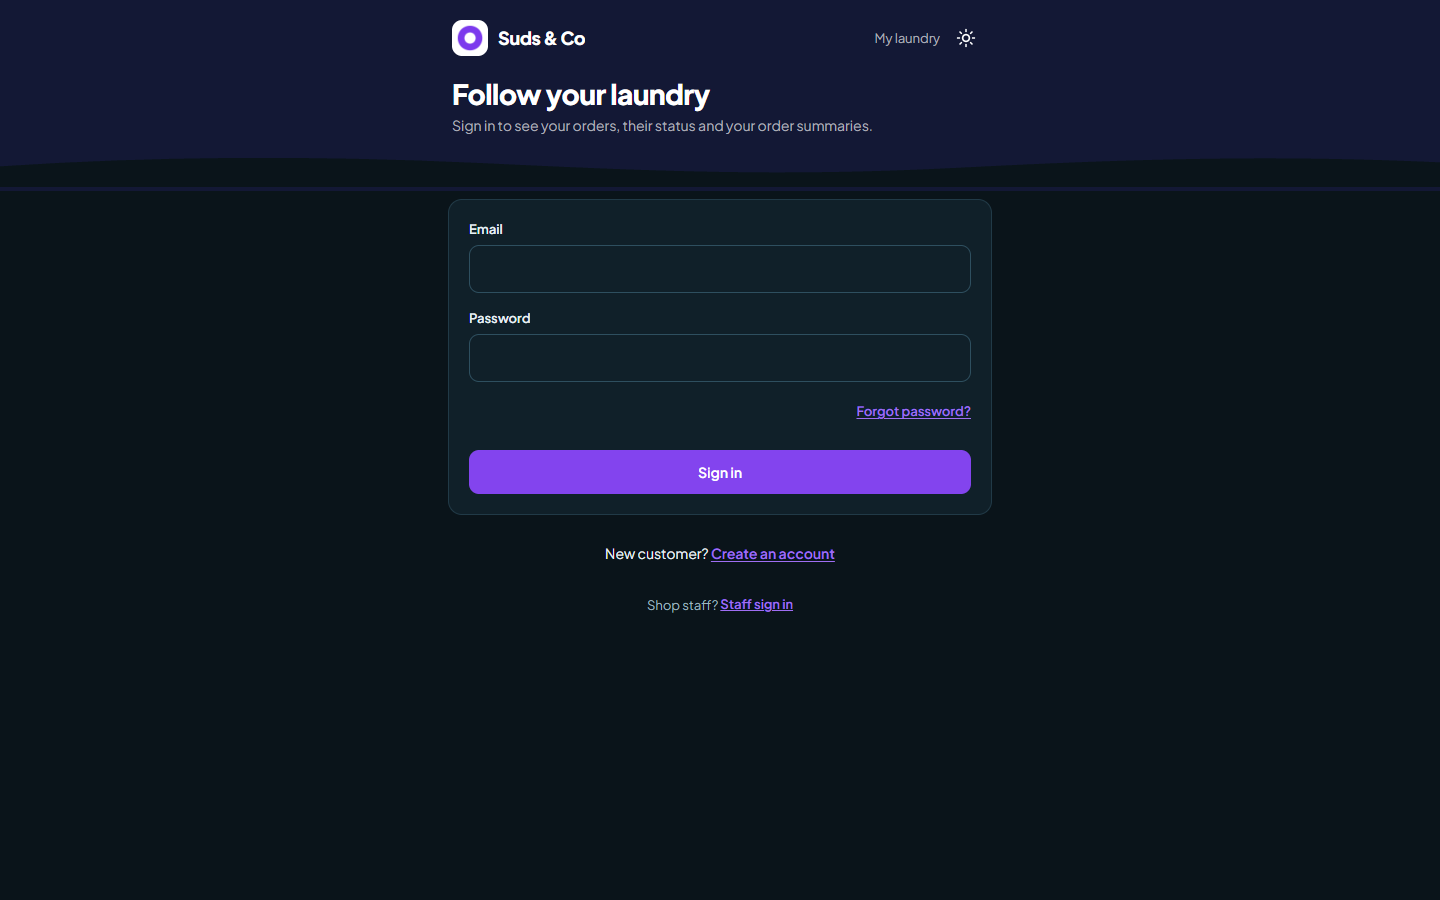 Suds & Co
My laundry
Follow your laundry
Sign in to see your orders, their status and your order summaries.
Email
Password
Forgot password?
Sign in
New customer? Create an account
Shop staff? Staff sign in